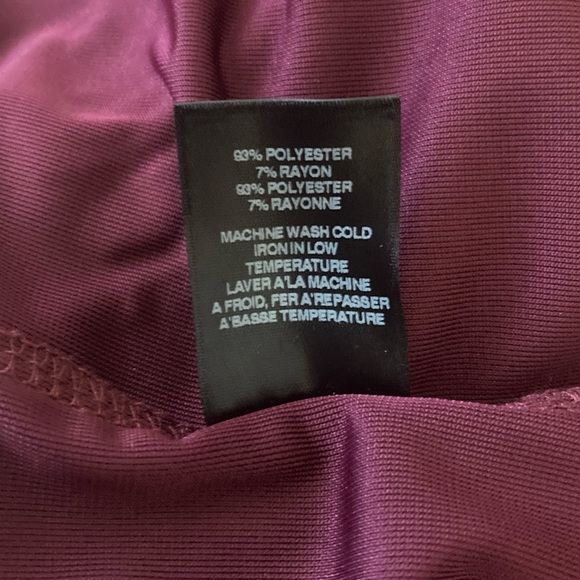 93% POLYESTER
7% RAYON
93% POLYESTER
7% RAYONNE
MACHINE WASH COLD
IRON IN LOW
TEMPERATURE
LAVER A'LA MACHINE
A FROID, FER A'REPASSER
A'BASSE TEMPERATURE